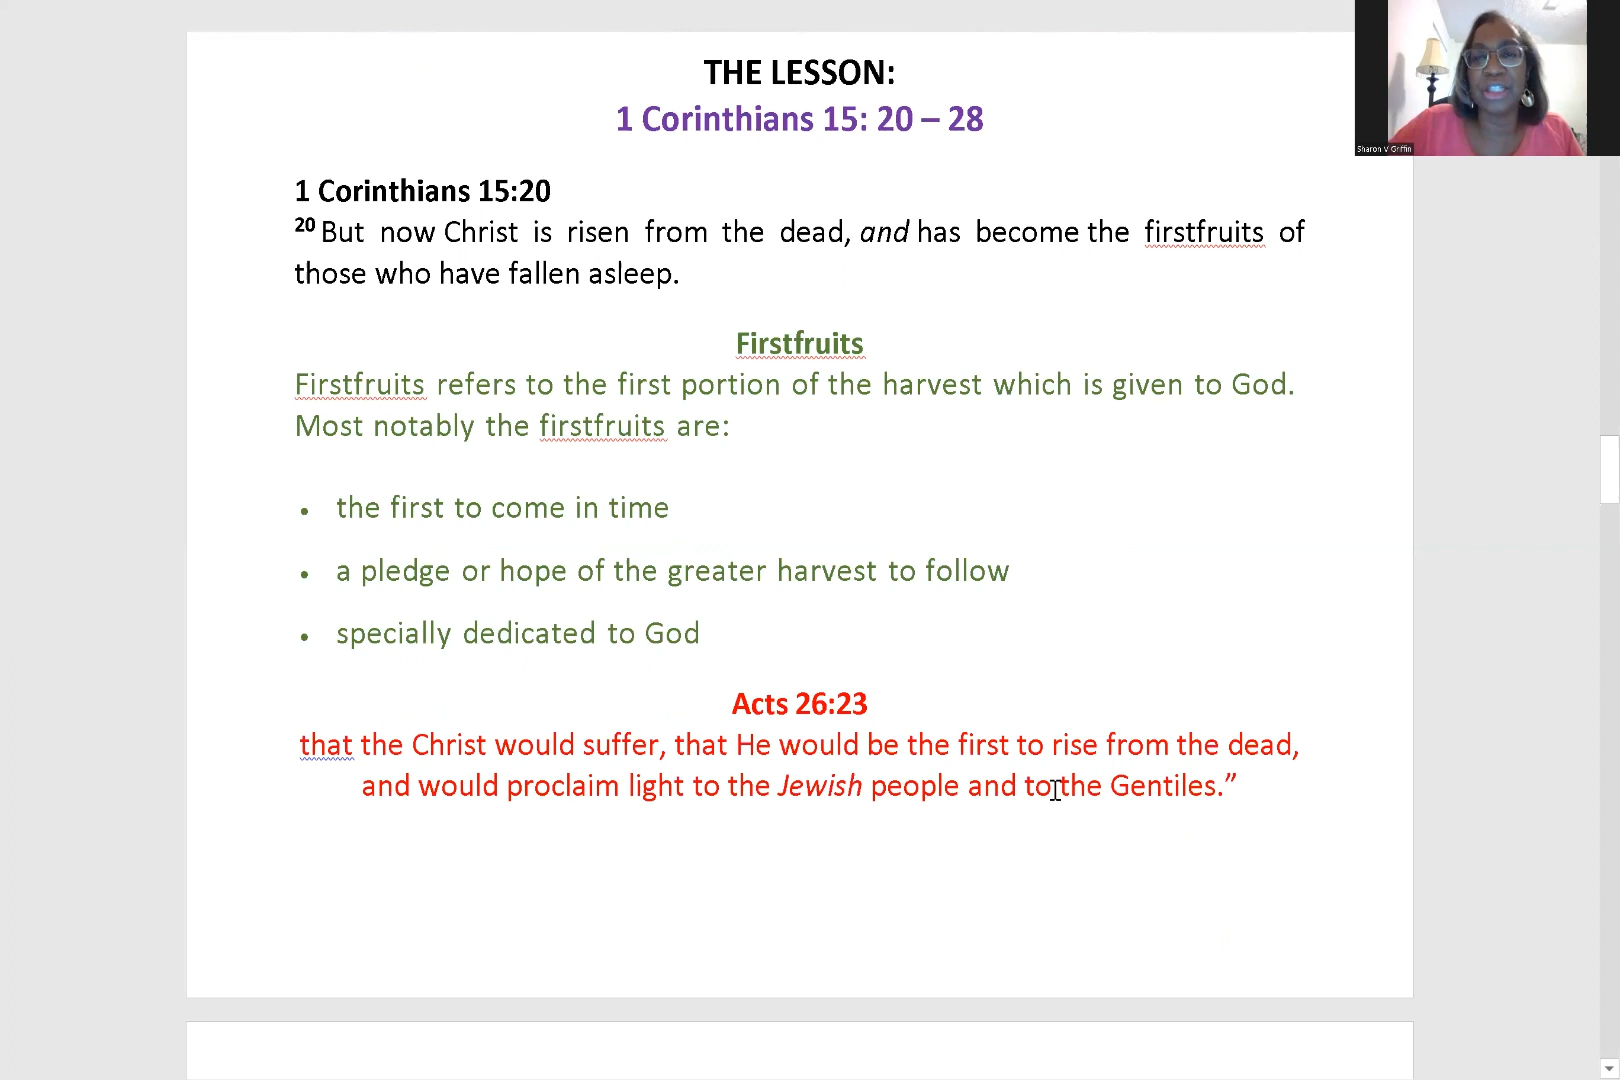 THE LESSON:
1 Corinthians 15: 20 – 28
Sharon V Griffin
1 Corinthians 15:20
20 But now Christ is risen from the dead, and has become the firstfruits of
those who have fallen asleep.
Firstfruits
Firstfruits refers to the first portion of the harvest which is given to God.
Most notably the firstfruits are:
• the first to come in time
• a pledge or hope of the greater harvest to follow
• specially dedicated to God
Acts 26:23
that the Christ would suffer, that He would be the first to rise from the dead,
and would proclaim light to the Jewish people and to the Gentiles.”